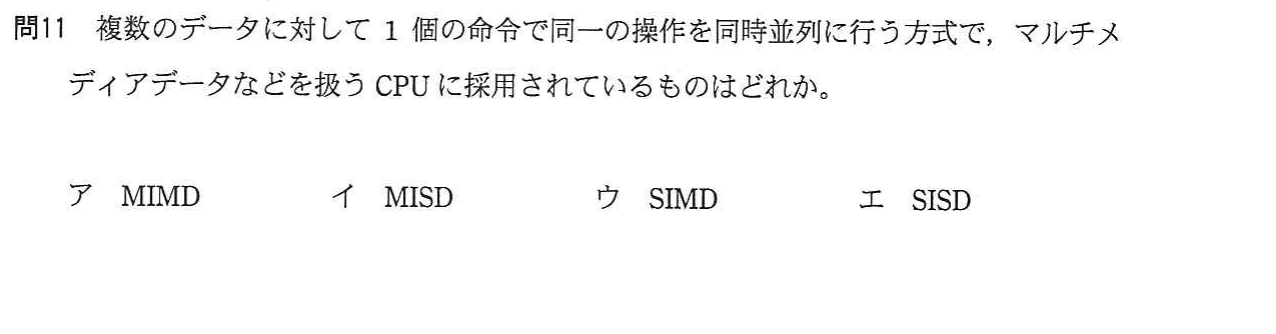 問11 複数のデータに対して 1 個の命令で同一の操作を同時並列に行う方式で，マルチメ
ディアデータなどを扱う CPU に採用されているものはどれか。
ア MIMD イ MISD ウ SIMD エ SISD